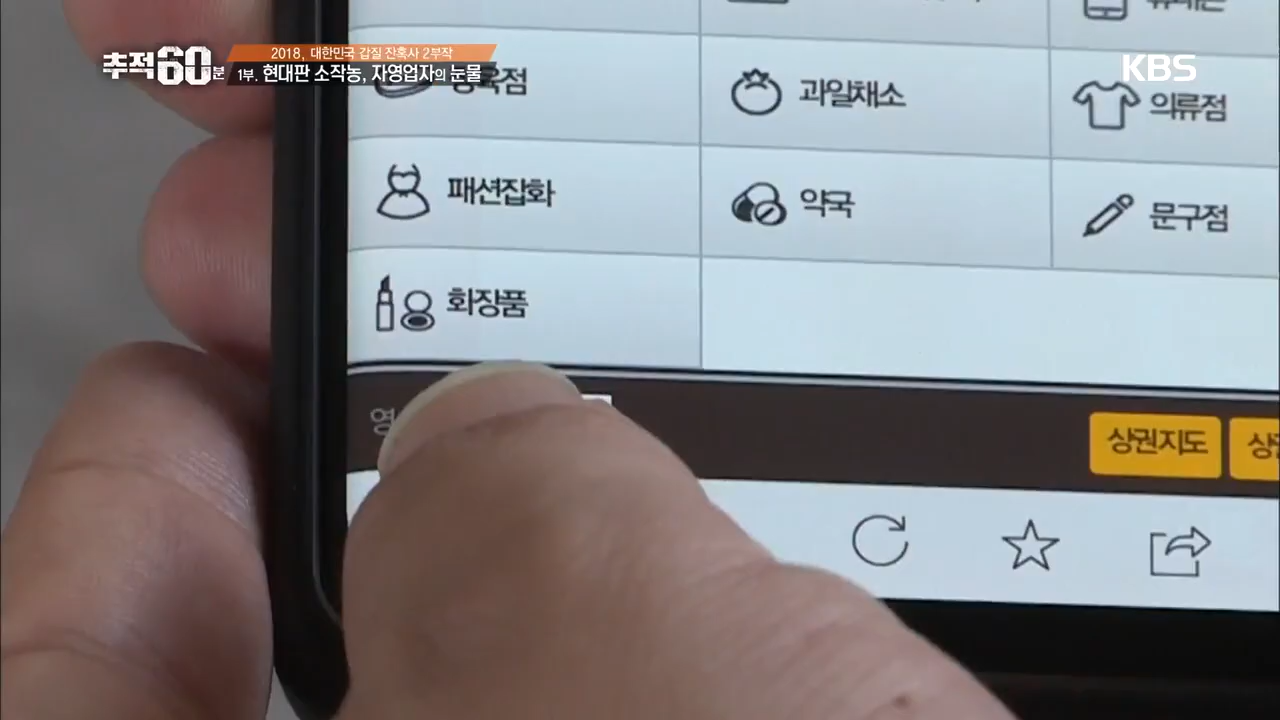 추적60분
2018, 대한민국 갑질 잔혹사 2부작
1부. 현대판 소작농, 자영업자의 눈물
KBS
과일채소
의류점
패션잡화
약국
문구점
화장품
영
상권지도